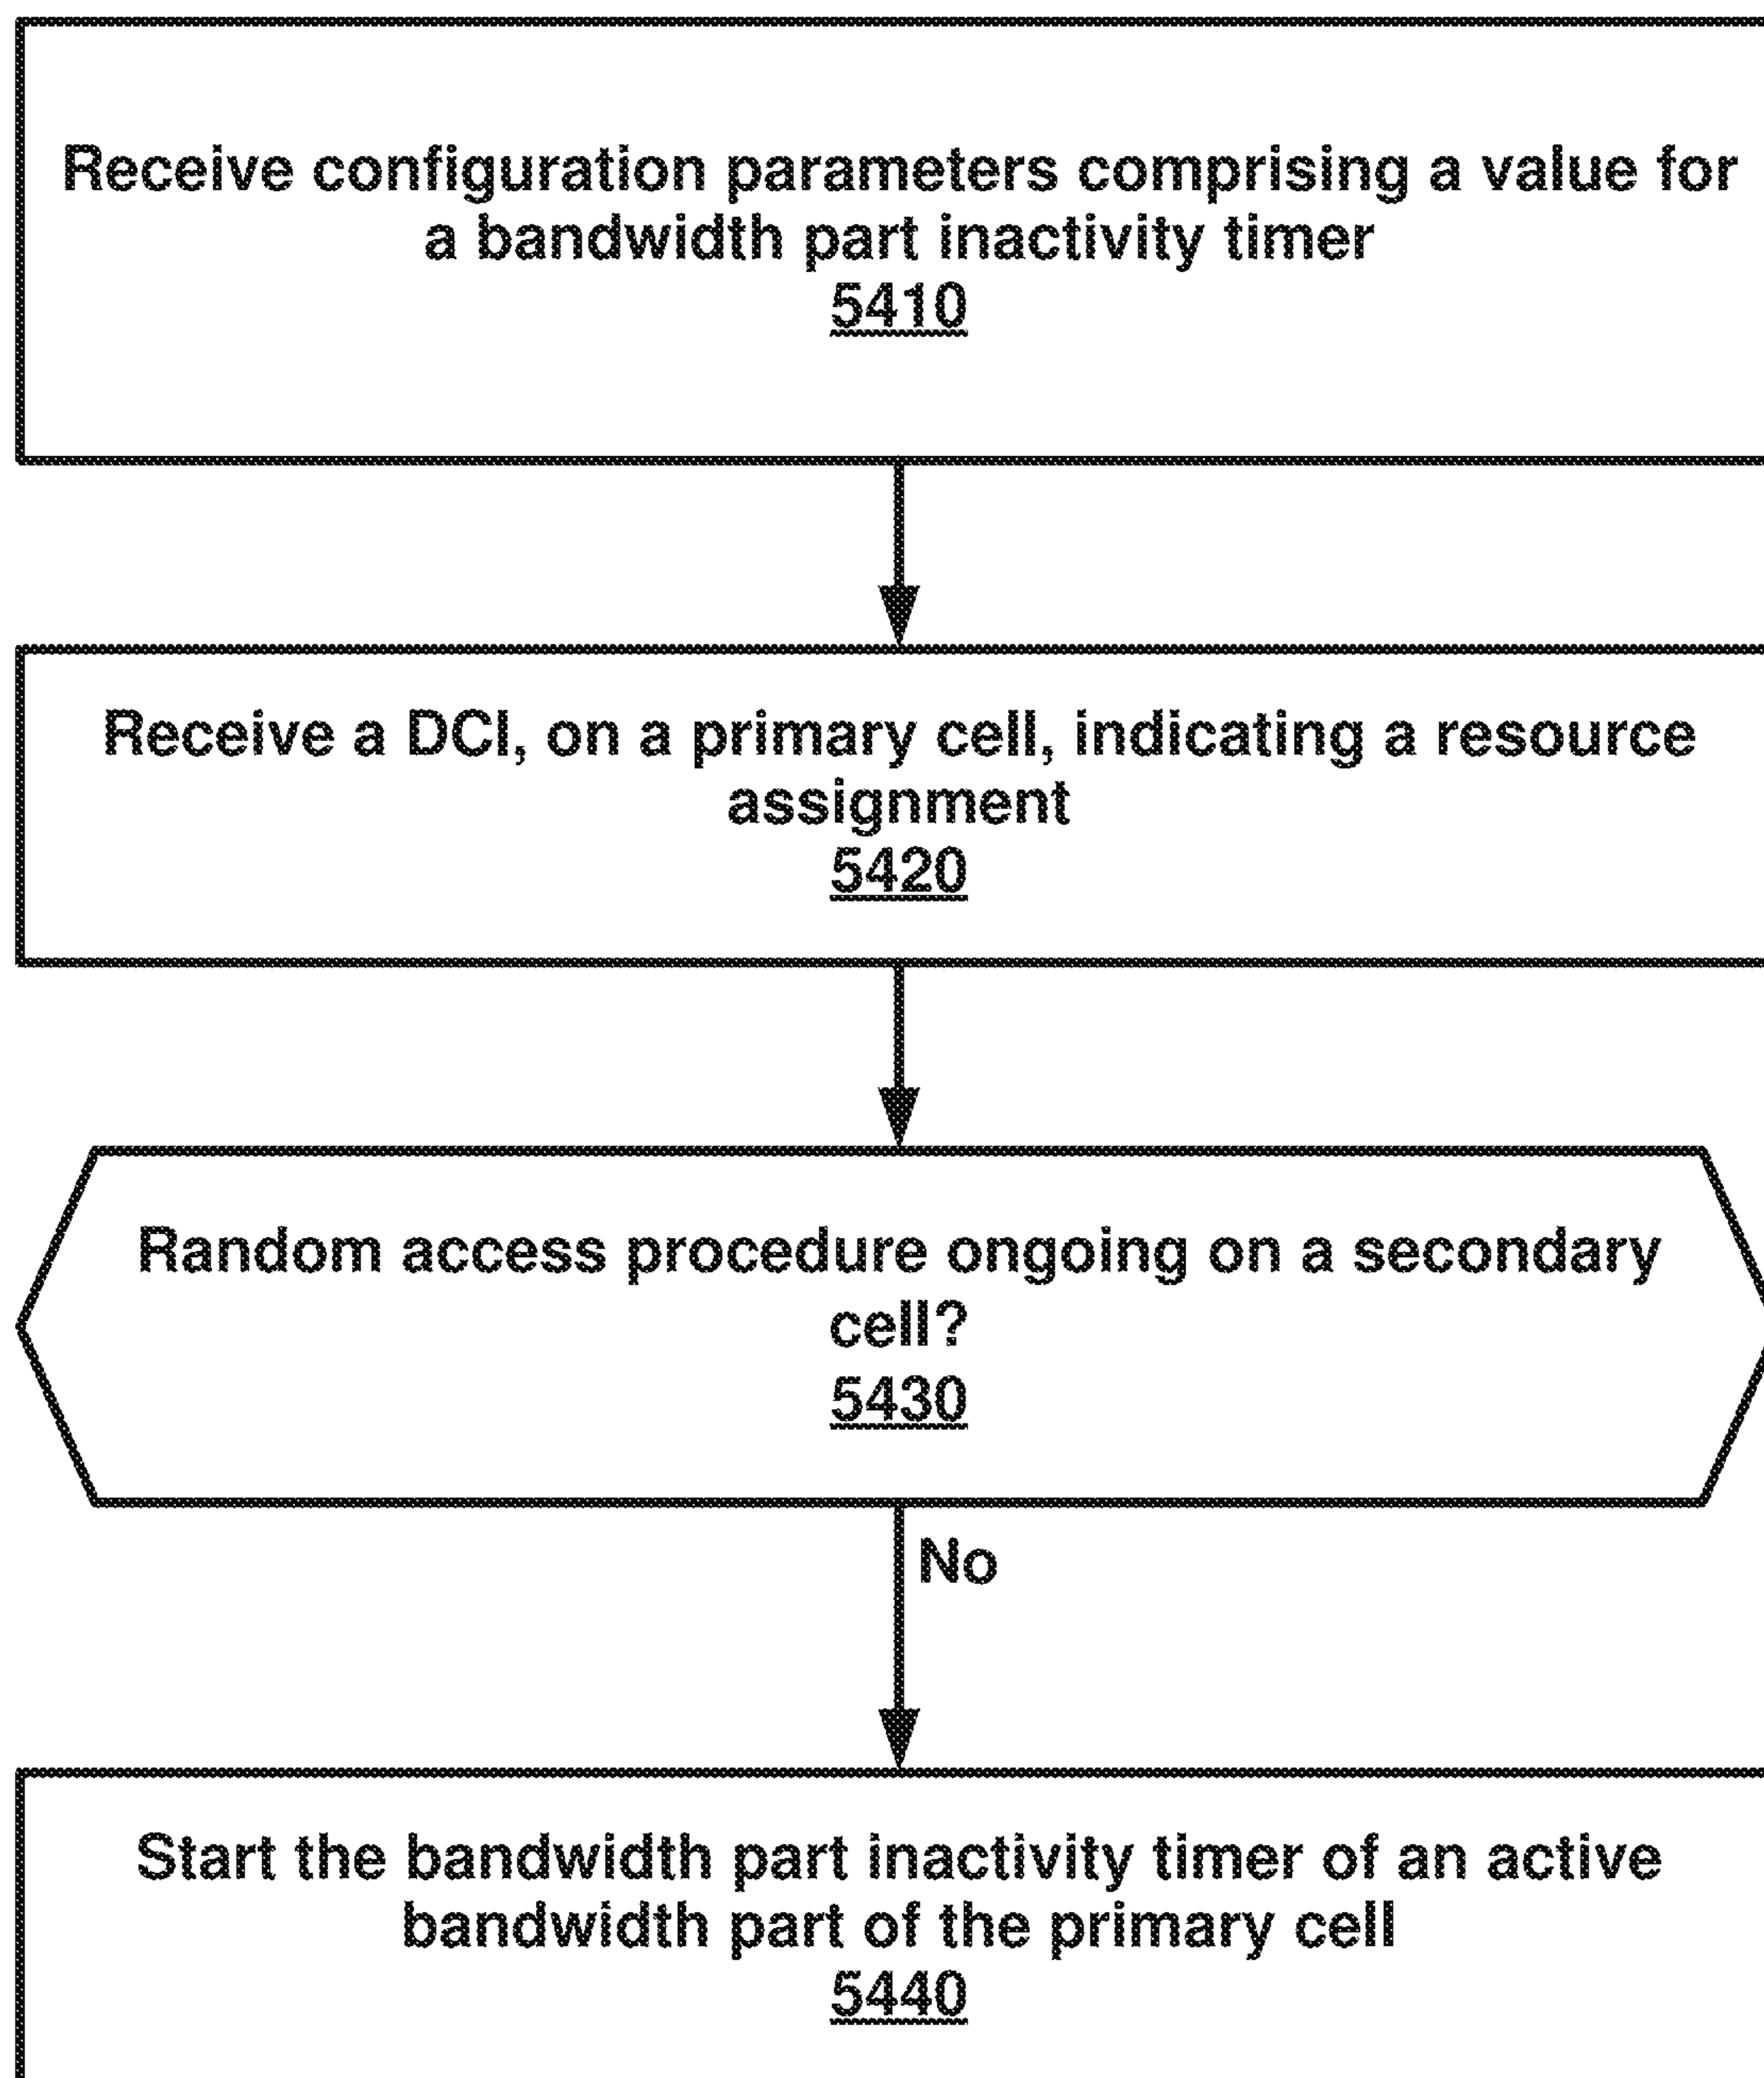 Receive configuration parameters comprising a value for
a bandwidth part inactivity timer
5410
Receive a DCI, on a primary cell, indicating a resource
assignment
5420
Random access procedure ongoing on a secondary
cell?
5430
No
Start the bandwidth part inactivity timer of an active
bandwidth part of the primary cell
5440